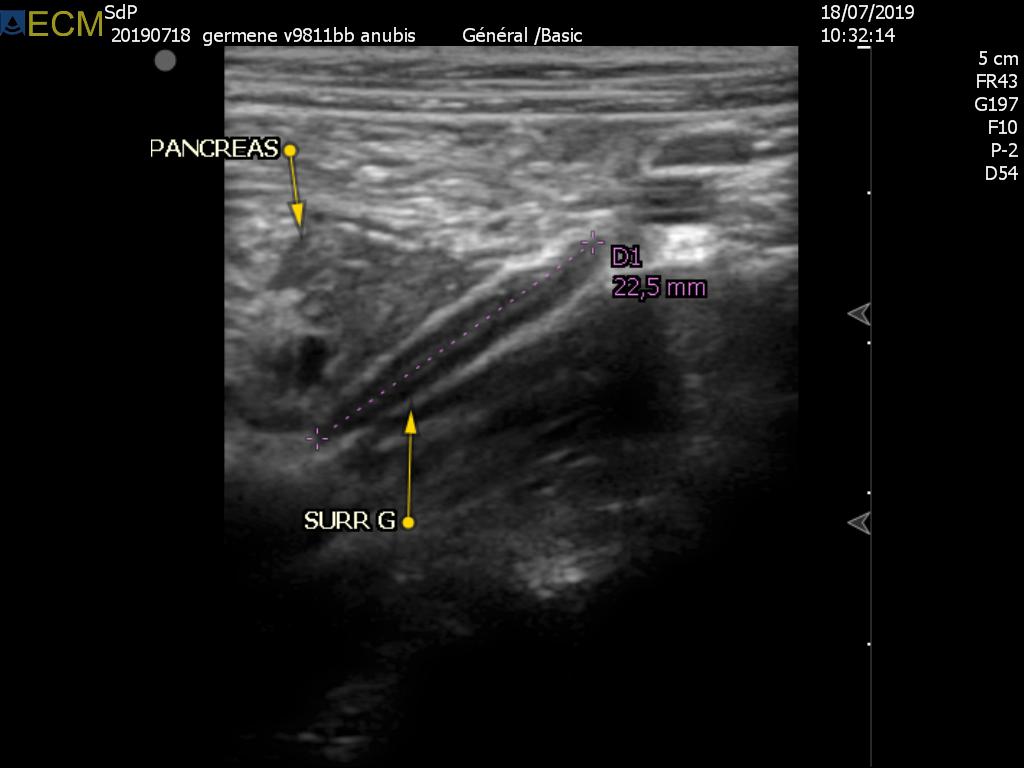 ECM SdP 18/07/2019
20190718 germene v9811bb anubis Général /Basic 10:32:14
5 cm
FR43
G197
F10
P-2
D54
PANCREAS
D1
22,5 mm
SURR G